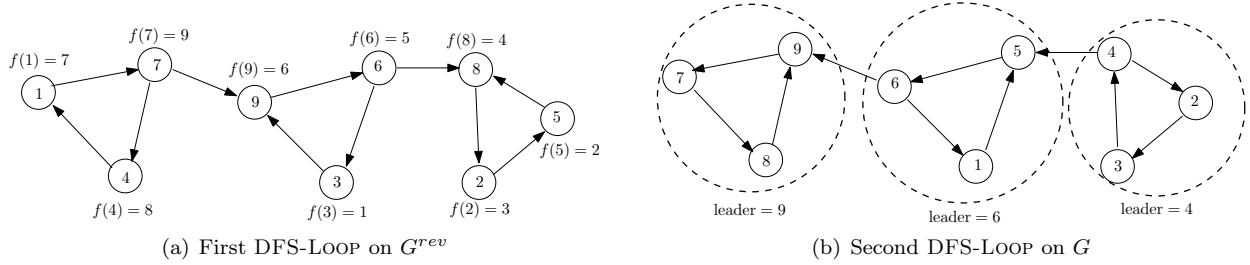 f(7) = 9
f(1) = 7
7
1
4
f(4) = 8
f(9) = 6
9
f(6) = 5
6
3
f(3) = 1
f(8) = 4
8
5
f(5) = 2
2
f(2) = 3
(a) First DFS-LOOP on G^rev
9
7
8
leader = 9
5
6
1
leader = 6
4
2
3
leader = 4
(b) Second DFS-LOOP on G